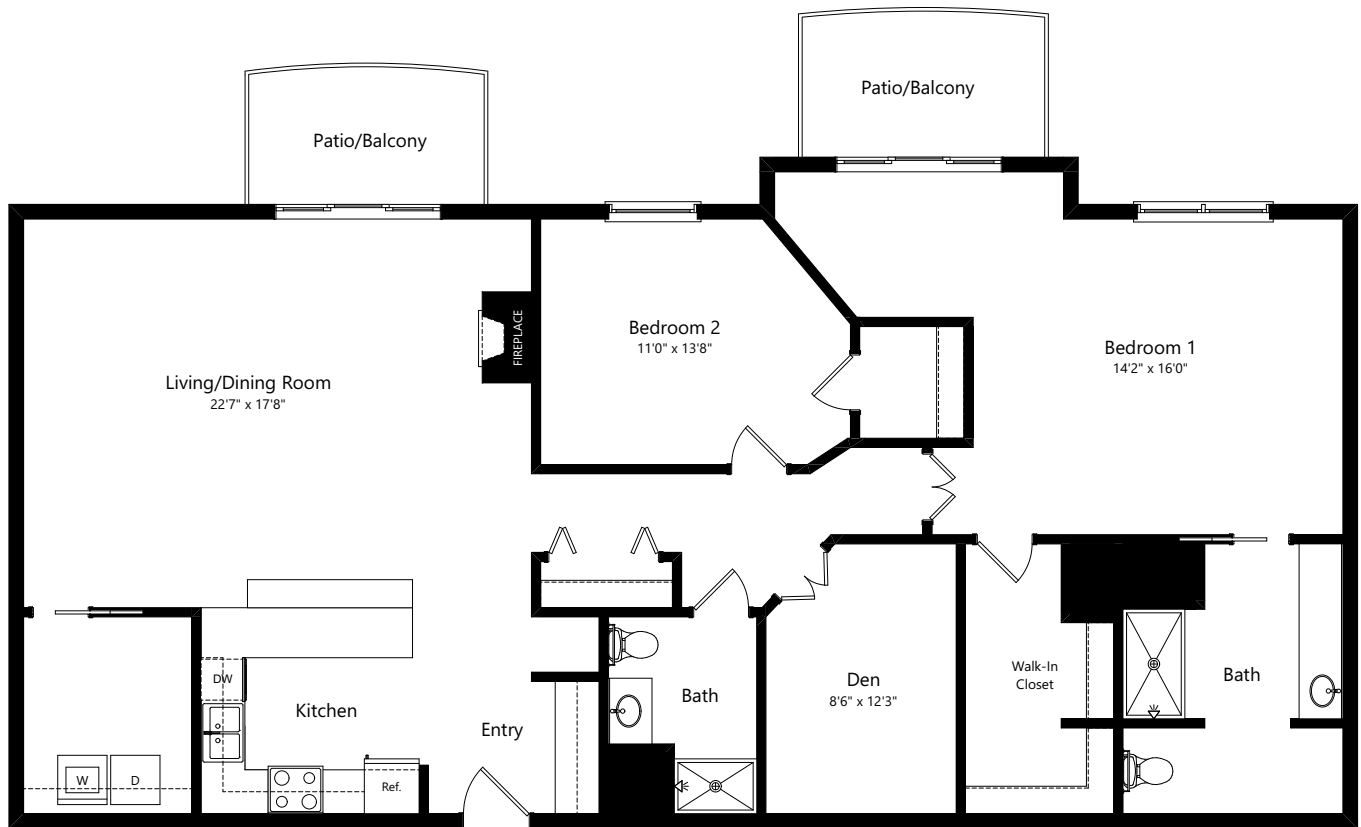 Patio/Balcony
Patio/Balcony
FIREPLACE
Bedroom 2
11'0" x 13'8"
Bedroom 1
14'2" x 16'0"
Living/Dining Room
22'7" x 17'8"
DW
Kitchen
Entry
Bath
Den
8'6" x 12'3"
Walk-In
Closet
Bath
W
D
Ref.